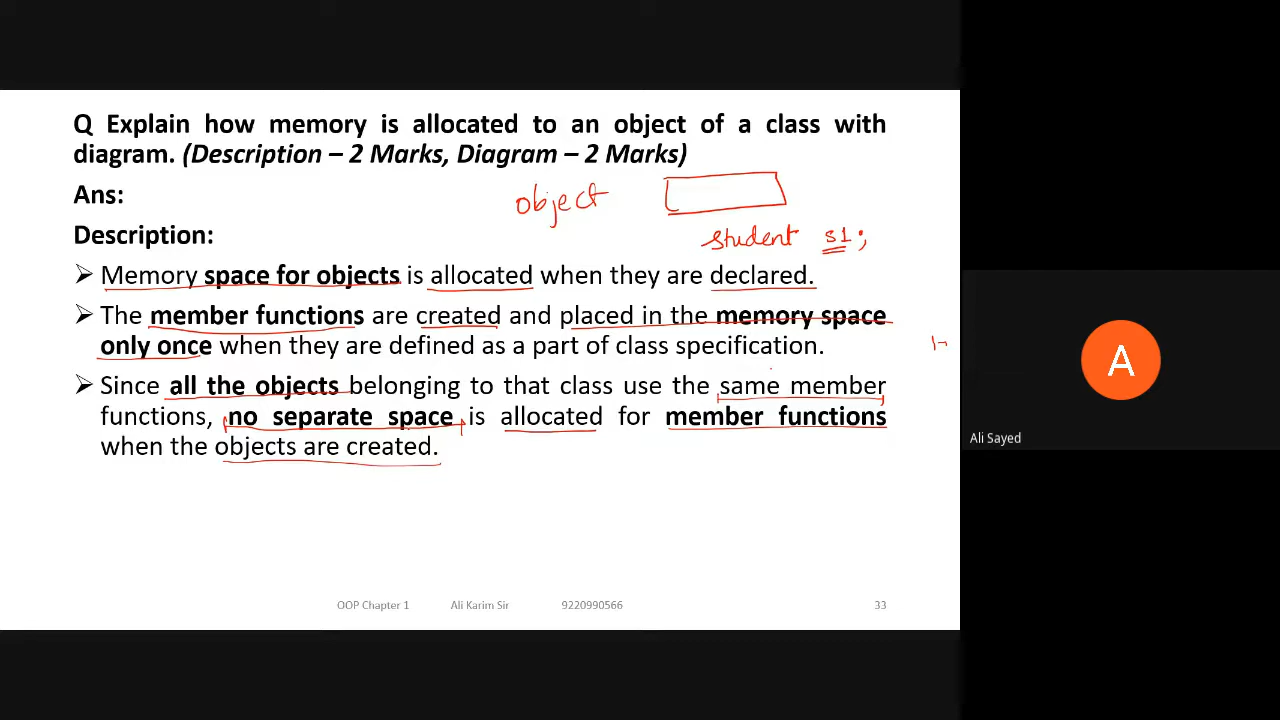 Q Explain how memory is allocated to an object of a class with
diagram. (Description – 2 Marks, Diagram – 2 Marks)
Ans:
object
Description:
student s1;
➢ Memory space for objects is allocated when they are declared.
➢ The member functions are created and placed in the memory space
only once when they are defined as a part of class specification.
➢ Since all the objects belonging to that class use the same member
functions, no separate space is allocated for member functions
when the objects are created.
OOP Chapter 1 Ali Karim Sir 9220990566 33
A
Ali Sayed